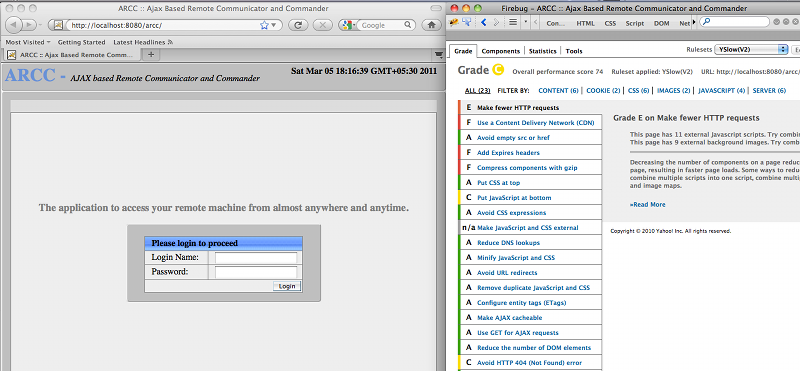 ARCC :: Ajax Based Remote Communicator and Commander
http://localhost:8080/arcc/
Google
Most Visited
Getting Started
Latest Headlines
ARCC :: Ajax Based Remote Comm...
ARCC - AJAX based Remote Communicator and Commander
Sat Mar 05 18:16:39 GMT+05:30 2011
The application to access your remote machine from almost anywhere and anytime.
Please login to proceed
Login Name:
Password:
Login
Firebug - ARCC :: Ajax Based Remote Communicator and Commander
Con... HTML CSS Script DOM Net
Grade Components Statistics Tools
Rulesets YSlow(V2)
Grade C Overall performance score 74 Ruleset applied: YSlow(V2) URL: http://localhost:8080/arcc/
ALL (23) FILTER BY: CONTENT (6) COOKIE (2) CSS (6) IMAGES (2) JAVASCRIPT (4) SERVER (6)
E Make fewer HTTP requests
F Use a Content Delivery Network (CDN)
A Avoid empty src or href
F Add Expires headers
F Compress components with gzip
A Put CSS at top
C Put JavaScript at bottom
A Avoid CSS expressions
n/a Make JavaScript and CSS external
A Reduce DNS lookups
A Minify JavaScript and CSS
A Avoid URL redirects
A Remove duplicate JavaScript and CSS
A Configure entity tags (ETags)
A Make AJAX cacheable
A Use GET for AJAX requests
A Reduce the number of DOM elements
C Avoid HTTP 404 (Not Found) error
Grade E on Make fewer HTTP requests
This page has 11 external Javascript scripts. Try combin
This page has 9 external background images. Try combin
Decreasing the number of components on a page reduc
page, resulting in faster page loads. Some ways to reduc
combine multiple scripts into one script, combine multip
and image maps.
»Read More
Copyright © 2010 Yahoo! Inc. All rights reserved.